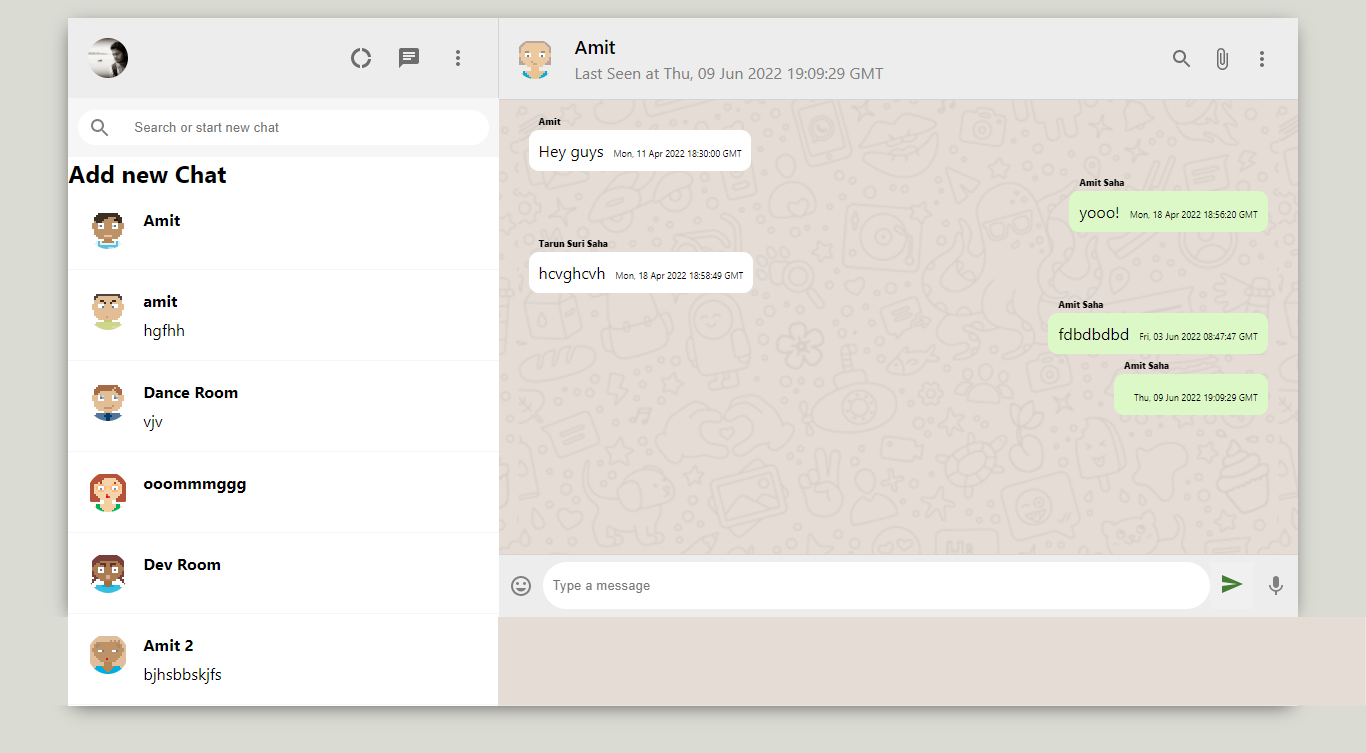 Search or start new chat
Add new Chat
Amit
amit
hgfhh
Dance Room
vjv
ooommmggg
Dev Room
Amit 2
bjhsbbskjfs
Amit
Last Seen at Thu, 09 Jun 2022 19:09:29 GMT
Amit
Hey guys Mon, 11 Apr 2022 18:30:00 GMT
Amit Saha
yooo! Mon, 18 Apr 2022 18:56:20 GMT
Tarun Suri Saha
hcvghcvh Mon, 18 Apr 2022 18:58:49 GMT
Amit Saha
fdbdbdbd Fri, 03 Jun 2022 08:47:47 GMT
Amit Saha
Thu, 09 Jun 2022 19:09:29 GMT
Type a message